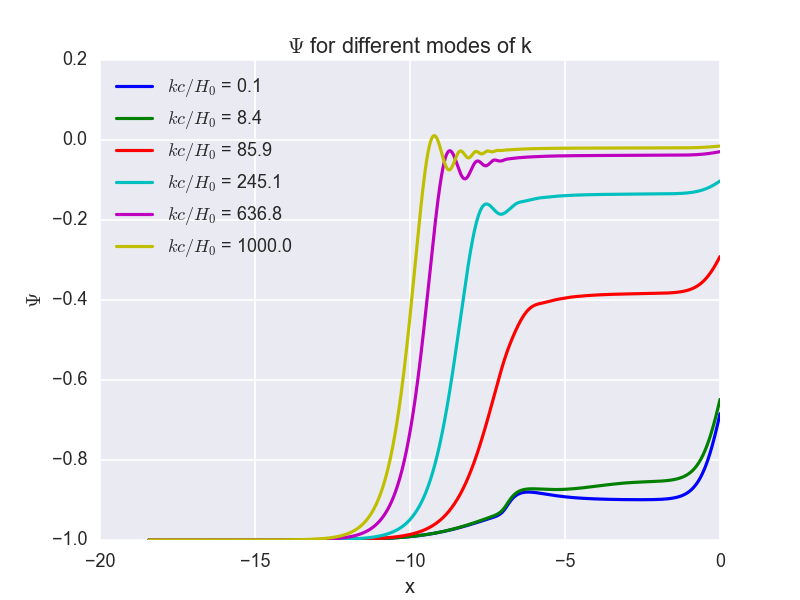 Ψ for different modes of k
kc/H₀ = 0.1
kc/H₀ = 8.4
kc/H₀ = 85.9
kc/H₀ = 245.1
kc/H₀ = 636.8
kc/H₀ = 1000.0
0.2
0.0
−0.2
−0.4
−0.6
−0.8
−1.0
Ψ
−20
−15
−10
−5
0
x